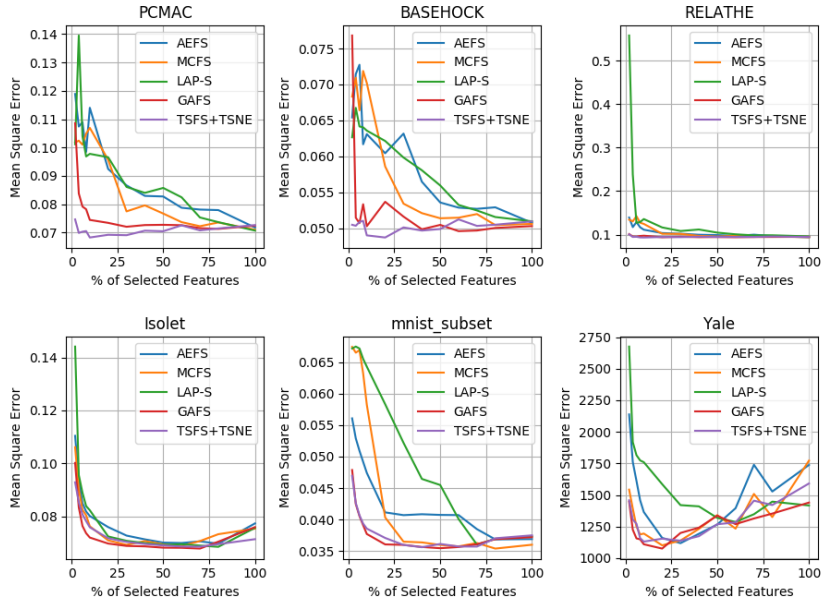 PCMAC
0.14
0.13
0.12
0.11
0.10
0.09
0.08
0.07
Mean Square Error
AEFS
MCFS
LAP-S
GAFS
TSFS+TSNE
0 25 50 75 100
% of Selected Features
BASEHOCK
0.075
0.070
0.065
0.060
0.055
0.050
Mean Square Error
AEFS
MCFS
LAP-S
GAFS
TSFS+TSNE
0 25 50 75 100
% of Selected Features
RELATHE
0.5
0.4
0.3
0.2
0.1
Mean Square Error
AEFS
MCFS
LAP-S
GAFS
TSFS+TSNE
0 25 50 75 100
% of Selected Features
Isolet
0.14
0.12
0.10
0.08
Mean Square Error
AEFS
MCFS
LAP-S
GAFS
TSFS+TSNE
0 25 50 75 100
% of Selected Features
mnist_subset
0.065
0.060
0.055
0.050
0.045
0.040
0.035
Mean Square Error
AEFS
MCFS
LAP-S
GAFS
TSFS+TSNE
0 25 50 75 100
% of Selected Features
Yale
2750
2500
2250
2000
1750
1500
1250
1000
Mean Square Error
AEFS
MCFS
LAP-S
GAFS
TSFS+TSNE
0 25 50 75 100
% of Selected Features